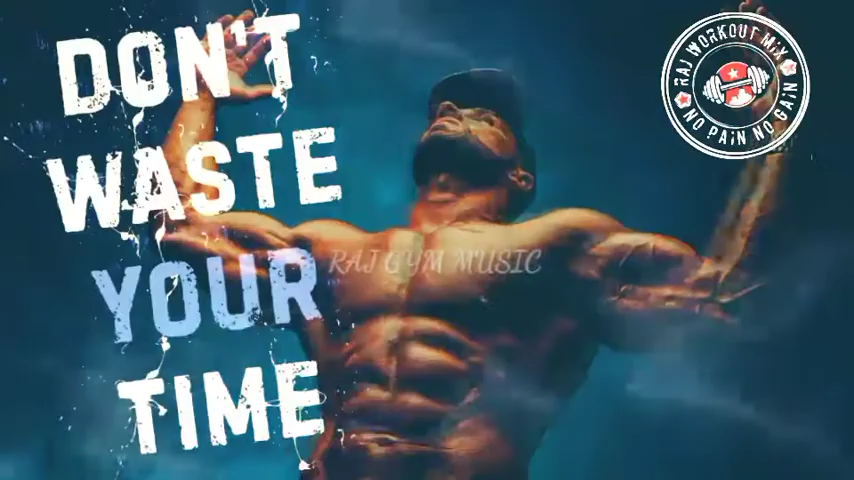 DON'T
WASTE
YOUR
TIME
RAJ WORKOUT MIX
NO PAIN NO GAIN
RAJ GYM MUSIC